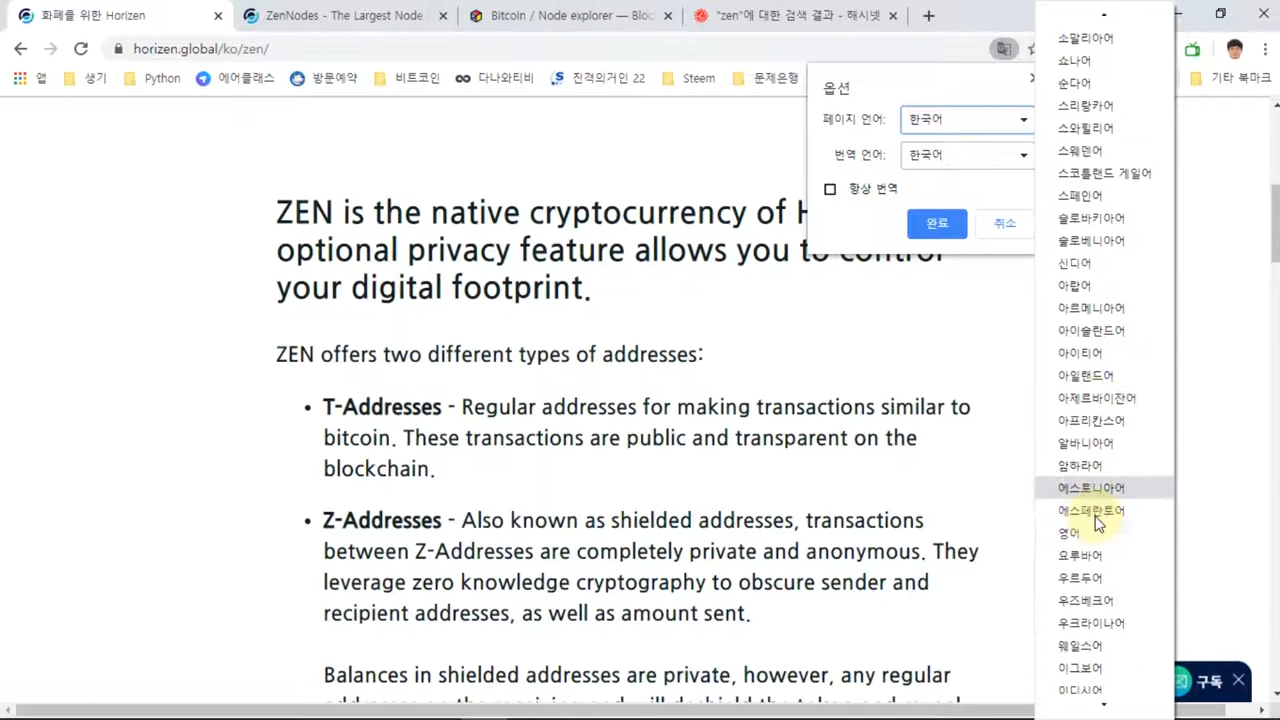 화폐를 위한 Horizen
ZenNodes - The Largest Node
Bitcoin / Node explorer — Bloc
"zen"에 대한 검색 결과 - 해시넷
horizen.global/ko/zen/
앱
생기
Python
에어클래스
방문예약
비트코인
다나와티비
진격의거인 22
Steem
문제은행
기타 북마크
옵션
페이지 언어: 한국어
번역 언어: 한국어
항상 번역
완료
취소
ZEN is the native cryptocurrency of H
optional privacy feature allows you to control
your digital footprint.
ZEN offers two different types of addresses:
• T-Addresses - Regular addresses for making transactions similar to
bitcoin. These transactions are public and transparent on the
blockchain.
• Z-Addresses - Also known as shielded addresses, transactions
between Z-Addresses are completely private and anonymous. They
leverage zero knowledge cryptography to obscure sender and
recipient addresses, as well as amount sent.
Balances in shielded addresses are private, however, any regular
소말리아어
쇼나어
순다어
스리랑카어
스와힐리어
스웨덴어
스코틀랜드 게일어
스페인어
슬로바키아어
슬로베니아어
신디어
아랍어
아르메니아어
아이슬란드어
아이티어
아일랜드어
아제르바이잔어
아프리칸스어
알바니아어
암하라어
에스토니아어
에스페란토어
영어
요루바어
우르두어
우즈베크어
우크라이나어
웨일스어
이그보어
이디시어
구독